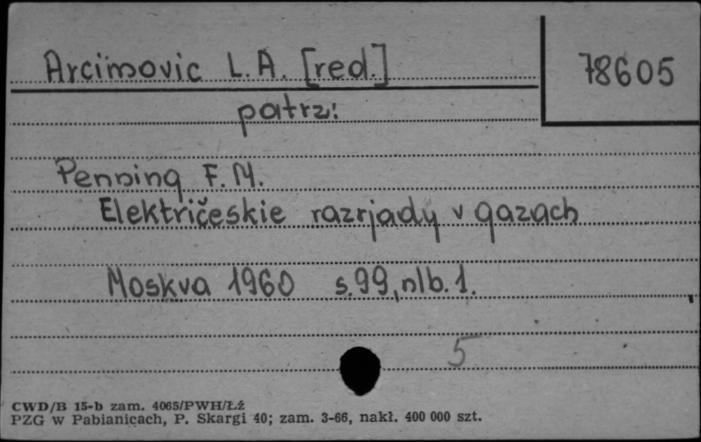 Arcimovic L.A. [red.]
78605
patrz:
Penning F.M.
Električeskie razrjady v gazach
Moskva 1960 s.99, nlb.1.
5
CWD/B 15-b zam. 4065/PWH/Łź
PZG w Pabianicach, P. Skargi 40; zam. 3-66, nakł. 400 000 szt.